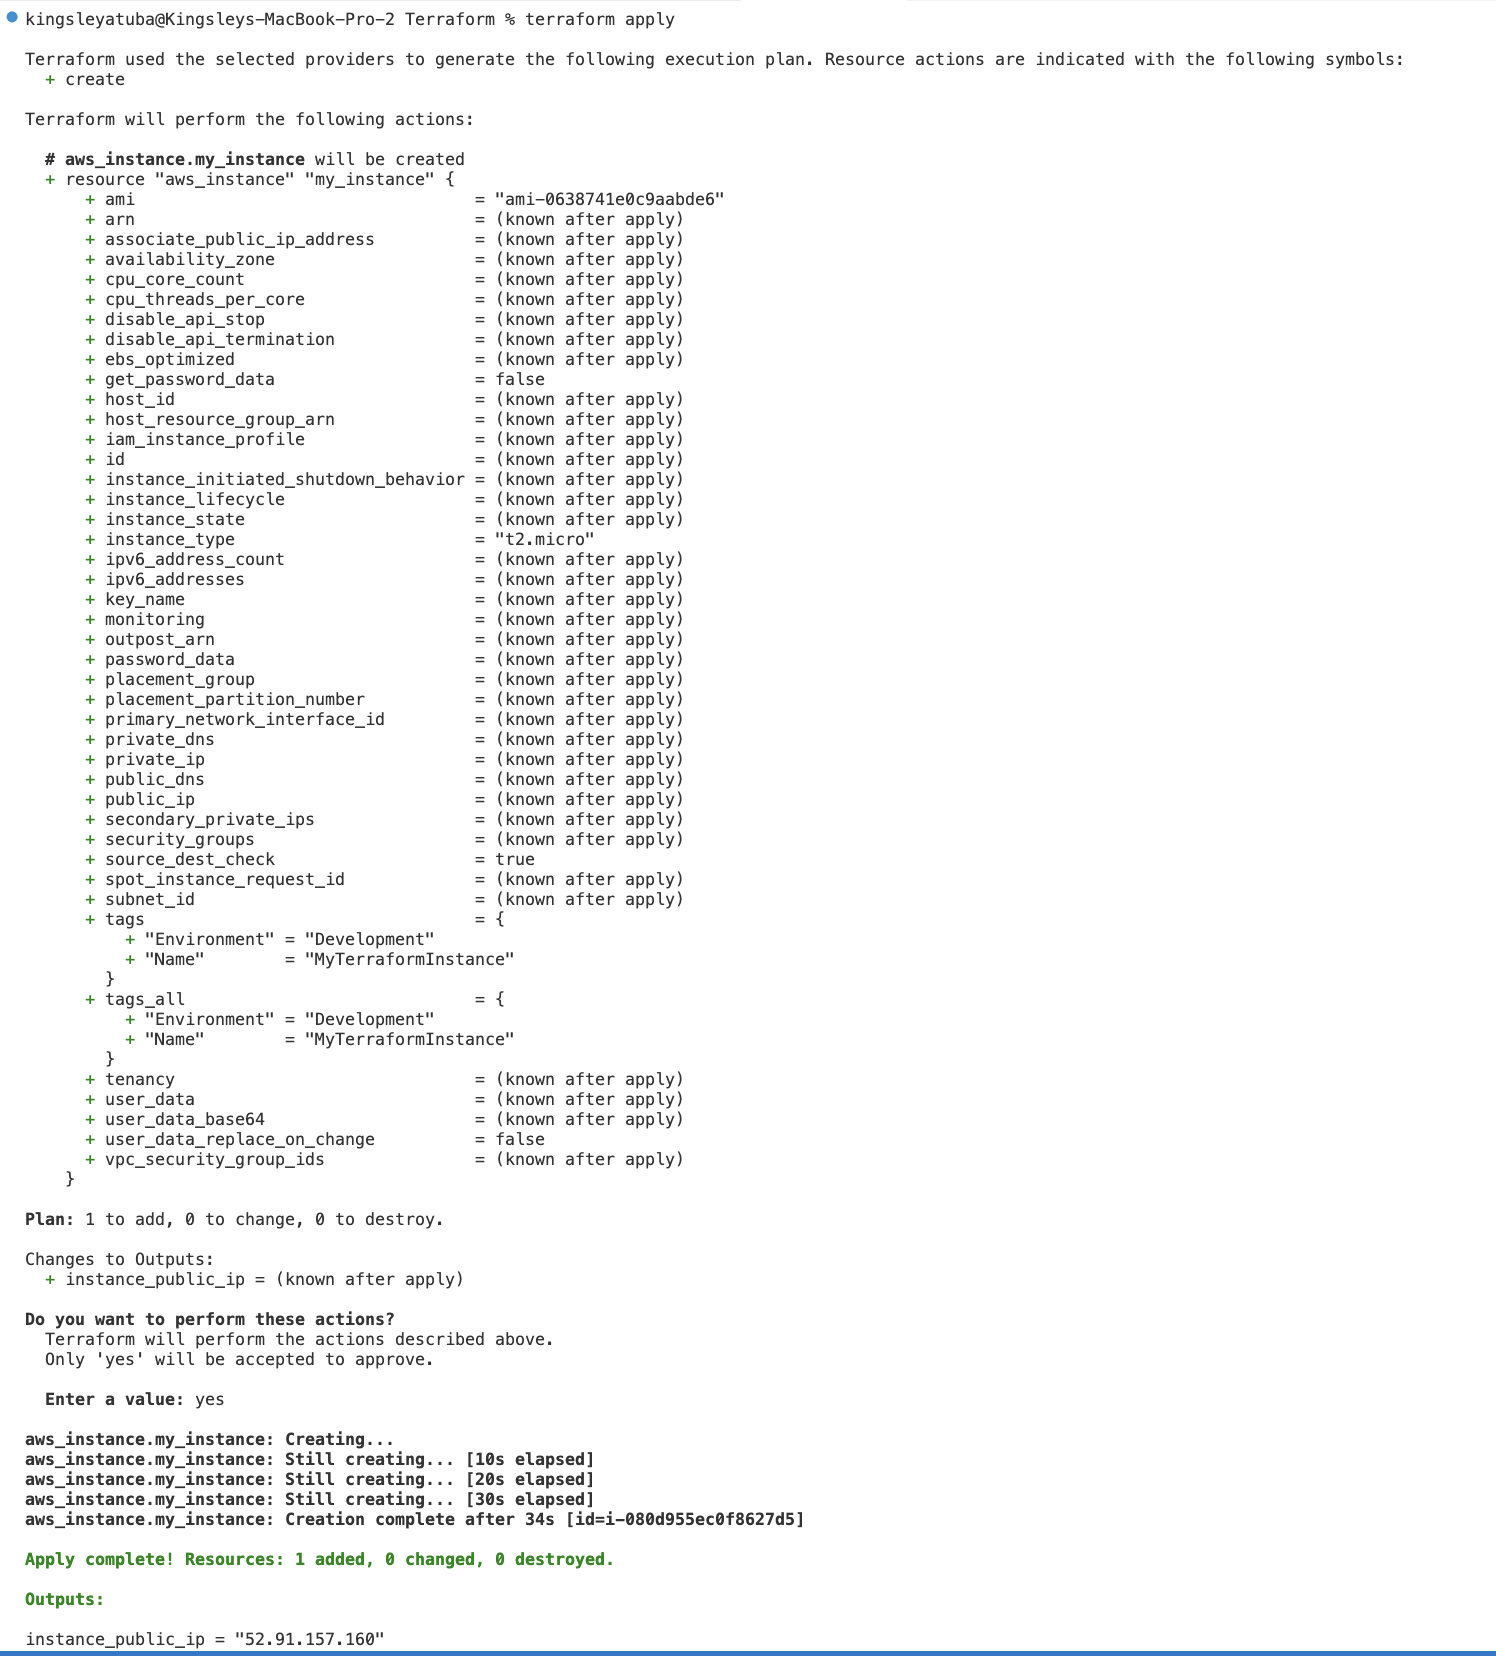 kingsleyatuba@Kingsleys-MacBook-Pro-2 Terraform % terraform apply
Terraform used the selected providers to generate the following execution plan. Resource actions are indicated with the following symbols:
  + create
Terraform will perform the following actions:
  # aws_instance.my_instance will be created
  + resource "aws_instance" "my_instance" {
      + ami                                  = "ami-0638741e0c9aabde6"
      + arn                                  = (known after apply)
      + associate_public_ip_address          = (known after apply)
      + availability_zone                    = (known after apply)
      + cpu_core_count                       = (known after apply)
      + cpu_threads_per_core                 = (known after apply)
      + disable_api_stop                     = (known after apply)
      + disable_api_termination              = (known after apply)
      + ebs_optimized                        = (known after apply)
      + get_password_data                    = false
      + host_id                              = (known after apply)
      + host_resource_group_arn              = (known after apply)
      + iam_instance_profile                 = (known after apply)
      + id                                   = (known after apply)
      + instance_initiated_shutdown_behavior = (known after apply)
      + instance_lifecycle                   = (known after apply)
      + instance_state                       = (known after apply)
      + instance_type                        = "t2.micro"
      + ipv6_address_count                   = (known after apply)
      + ipv6_addresses                       = (known after apply)
      + key_name                             = (known after apply)
      + monitoring                           = (known after apply)
      + outpost_arn                          = (known after apply)
      + password_data                        = (known after apply)
      + placement_group                      = (known after apply)
      + placement_partition_number           = (known after apply)
      + primary_network_interface_id         = (known after apply)
      + private_dns                          = (known after apply)
      + private_ip                           = (known after apply)
      + public_dns                           = (known after apply)
      + public_ip                            = (known after apply)
      + secondary_private_ips                = (known after apply)
      + security_groups                      = (known after apply)
      + source_dest_check                    = true
      + spot_instance_request_id             = (known after apply)
      + subnet_id                            = (known after apply)
      + tags                                 = {
          + "Environment" = "Development"
          + "Name"        = "MyTerraformInstance"
        }
      + tags_all                             = {
          + "Environment" = "Development"
          + "Name"        = "MyTerraformInstance"
        }
      + tenancy                              = (known after apply)
      + user_data                            = (known after apply)
      + user_data_base64                     = (known after apply)
      + user_data_replace_on_change          = false
      + vpc_security_group_ids               = (known after apply)
    }
Plan: 1 to add, 0 to change, 0 to destroy.
Changes to Outputs:
  + instance_public_ip = (known after apply)
Do you want to perform these actions?
  Terraform will perform the actions described above.
  Only 'yes' will be accepted to approve.
  Enter a value: yes
aws_instance.my_instance: Creating...
aws_instance.my_instance: Still creating... [10s elapsed]
aws_instance.my_instance: Still creating... [20s elapsed]
aws_instance.my_instance: Still creating... [30s elapsed]
aws_instance.my_instance: Creation complete after 34s [id=i-080d955ec0f8627d5]
Apply complete! Resources: 1 added, 0 changed, 0 destroyed.
Outputs:
instance_public_ip = "52.91.157.160"